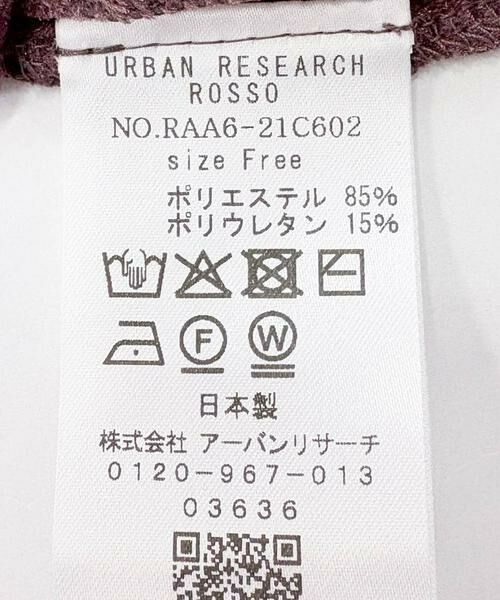 URBAN RESEARCH
ROSSO
NO.RAA6-21C602
size Free
ポリエステル 85%
ポリウレタン 15%
F W
日本製
株式会社 アーバンリサーチ
0120-967-013
03636